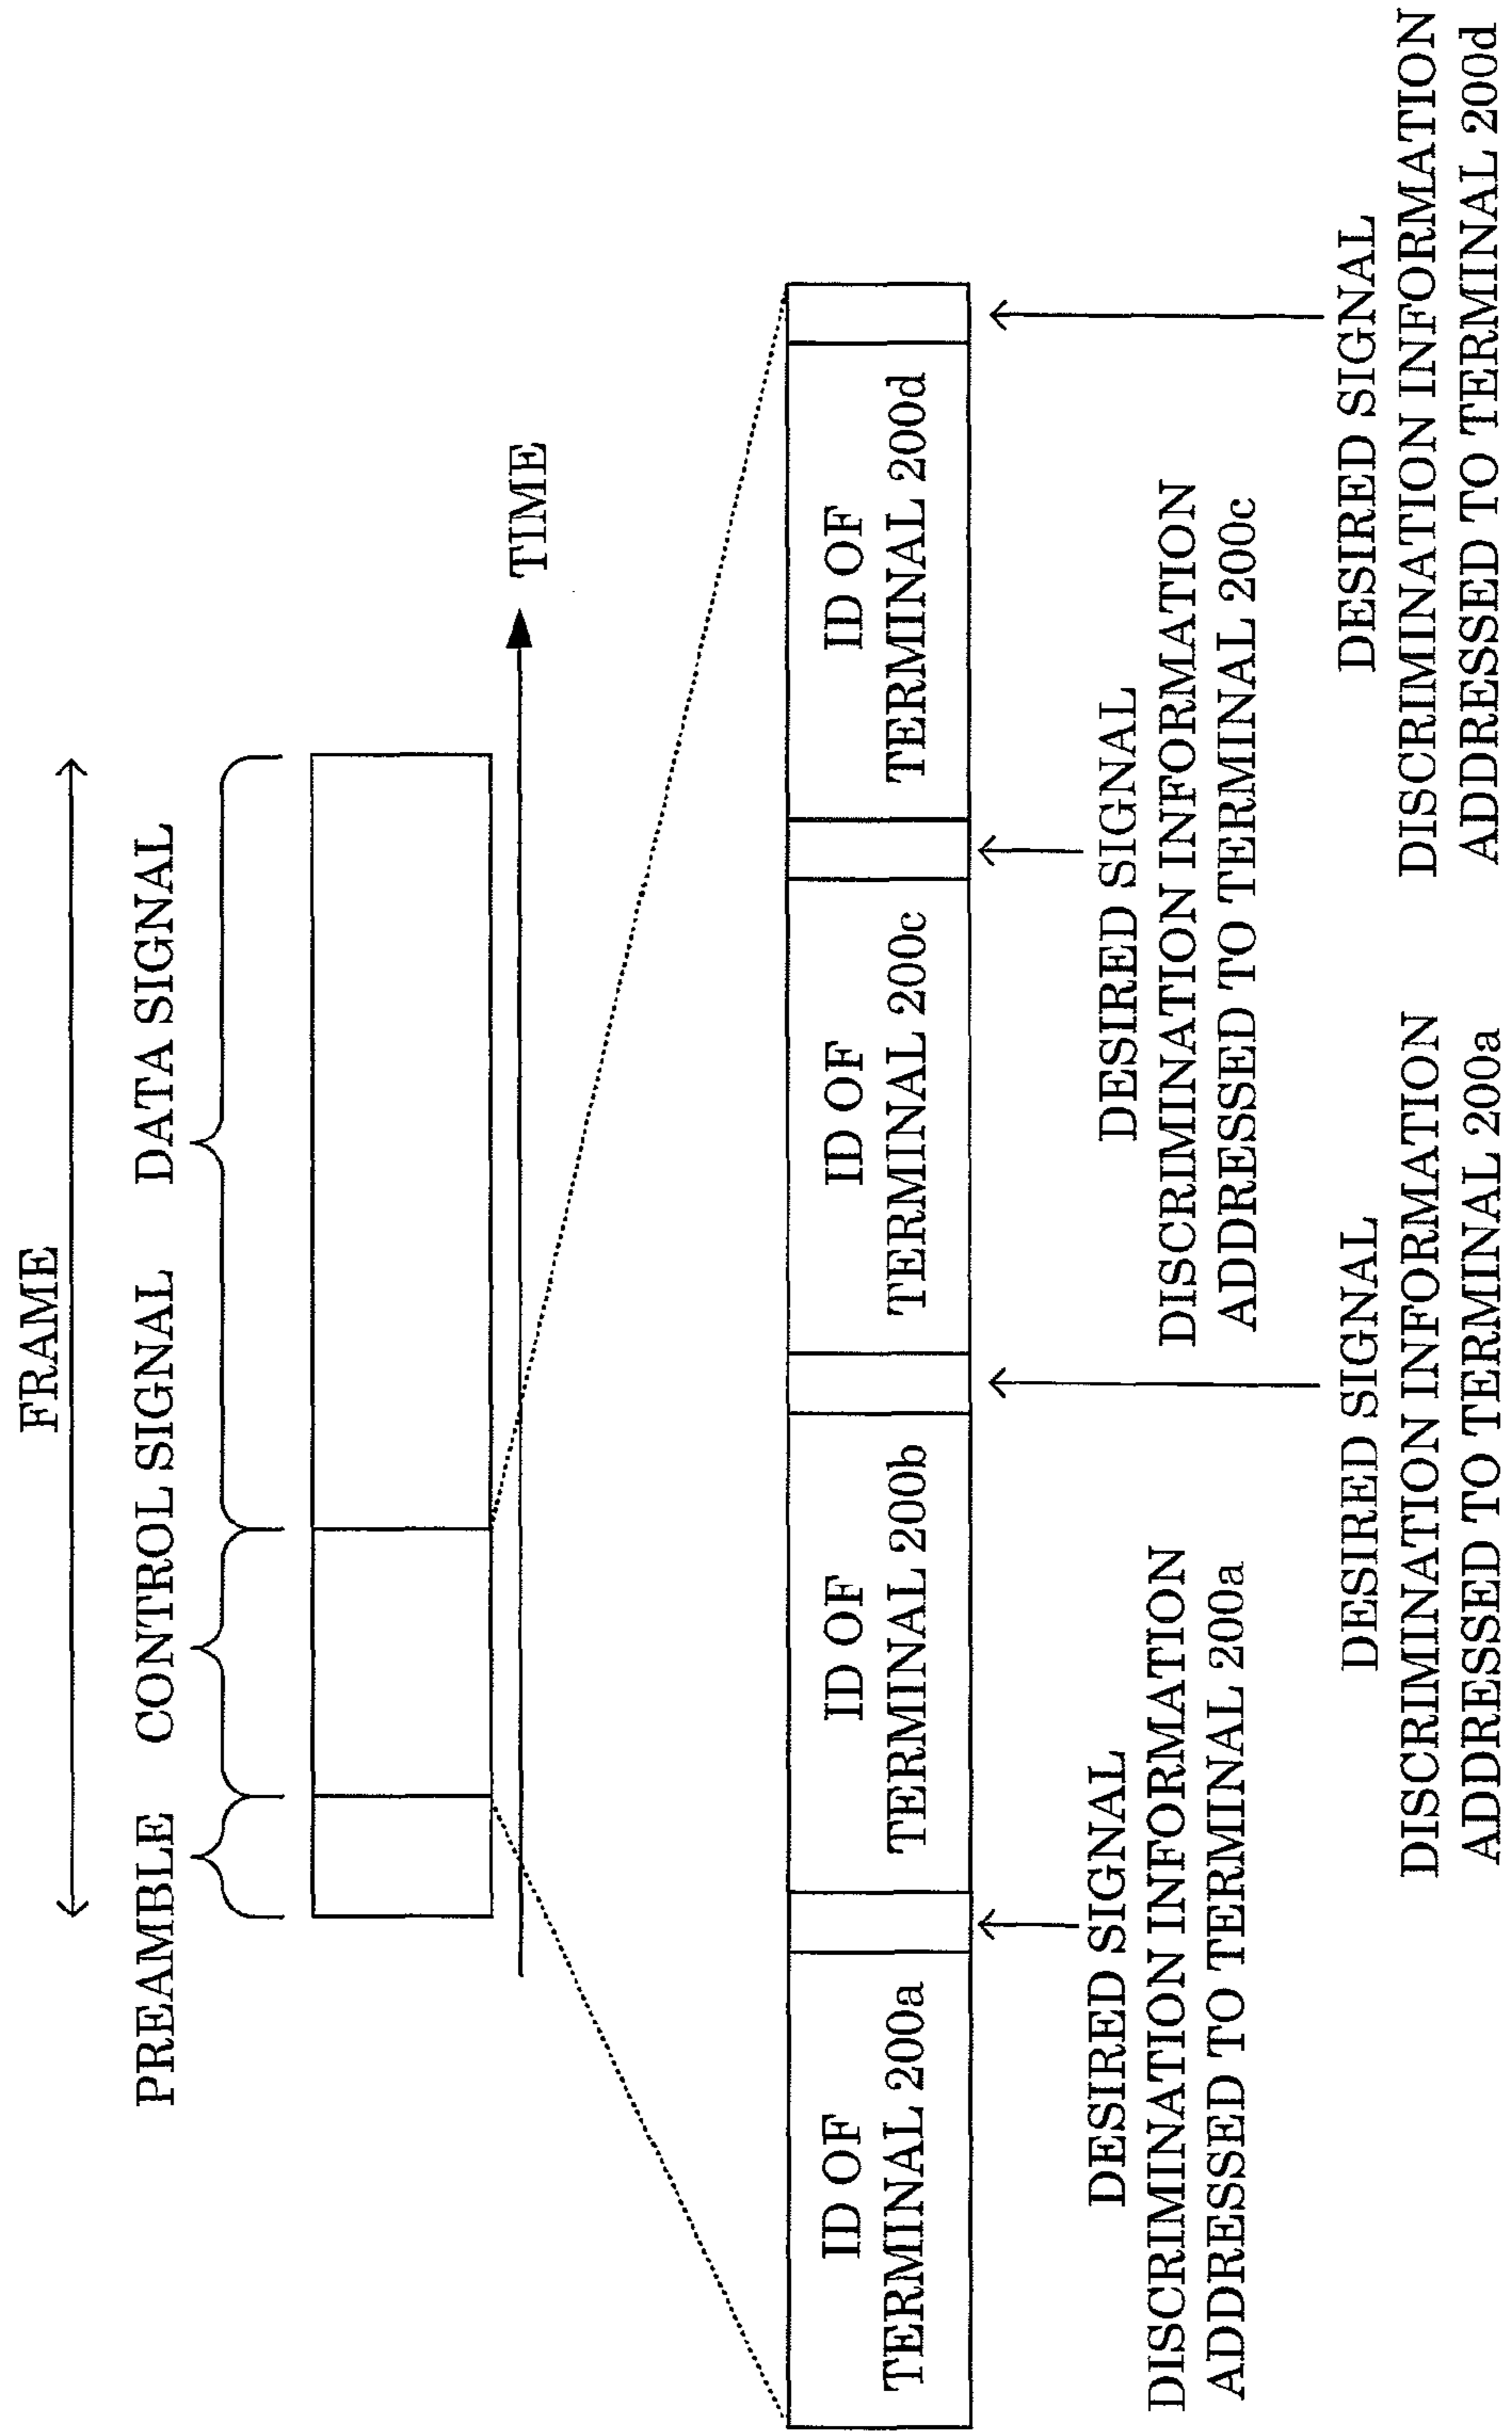 FRAME
PREAMBLE
CONTROL SIGNAL
DATA SIGNAL
TIME
ID OF
TERMINAL 200a
ID OF
TERMINAL 200b
ID OF
TERMINAL 200c
ID OF
TERMINAL 200d
DESIRED SIGNAL
DISCRIMINATION INFORMATION
ADDRESSED TO TERMINAL 200a
DESIRED SIGNAL
DISCRIMINATION INFORMATION
ADDRESSED TO TERMINAL 200a
DESIRED SIGNAL
DISCRIMINATION INFORMATION
ADDRESSED TO TERMINAL 200c
DESIRED SIGNAL
DISCRIMINATION INFORMATION
ADDRESSED TO TERMINAL 200d